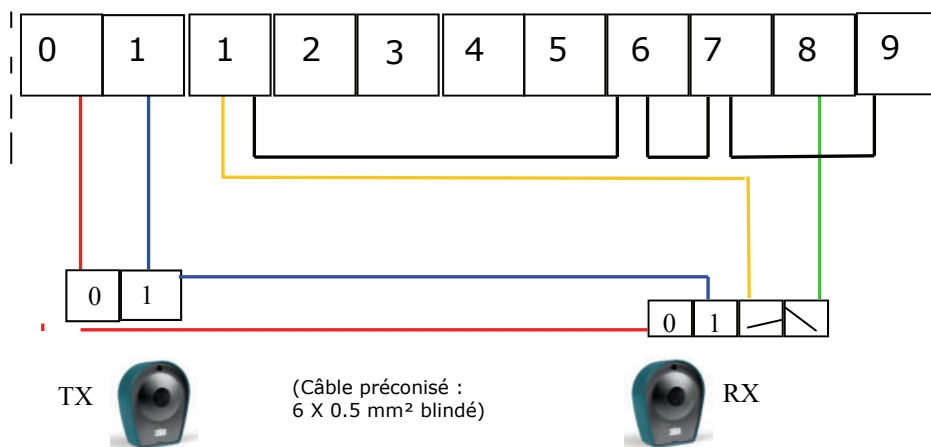 0 1 1 2 3 4 5 6 7 8 9
0 1
0 1
TX
(Câble préconisé :
6 X 0.5 mm² blindé)
RX